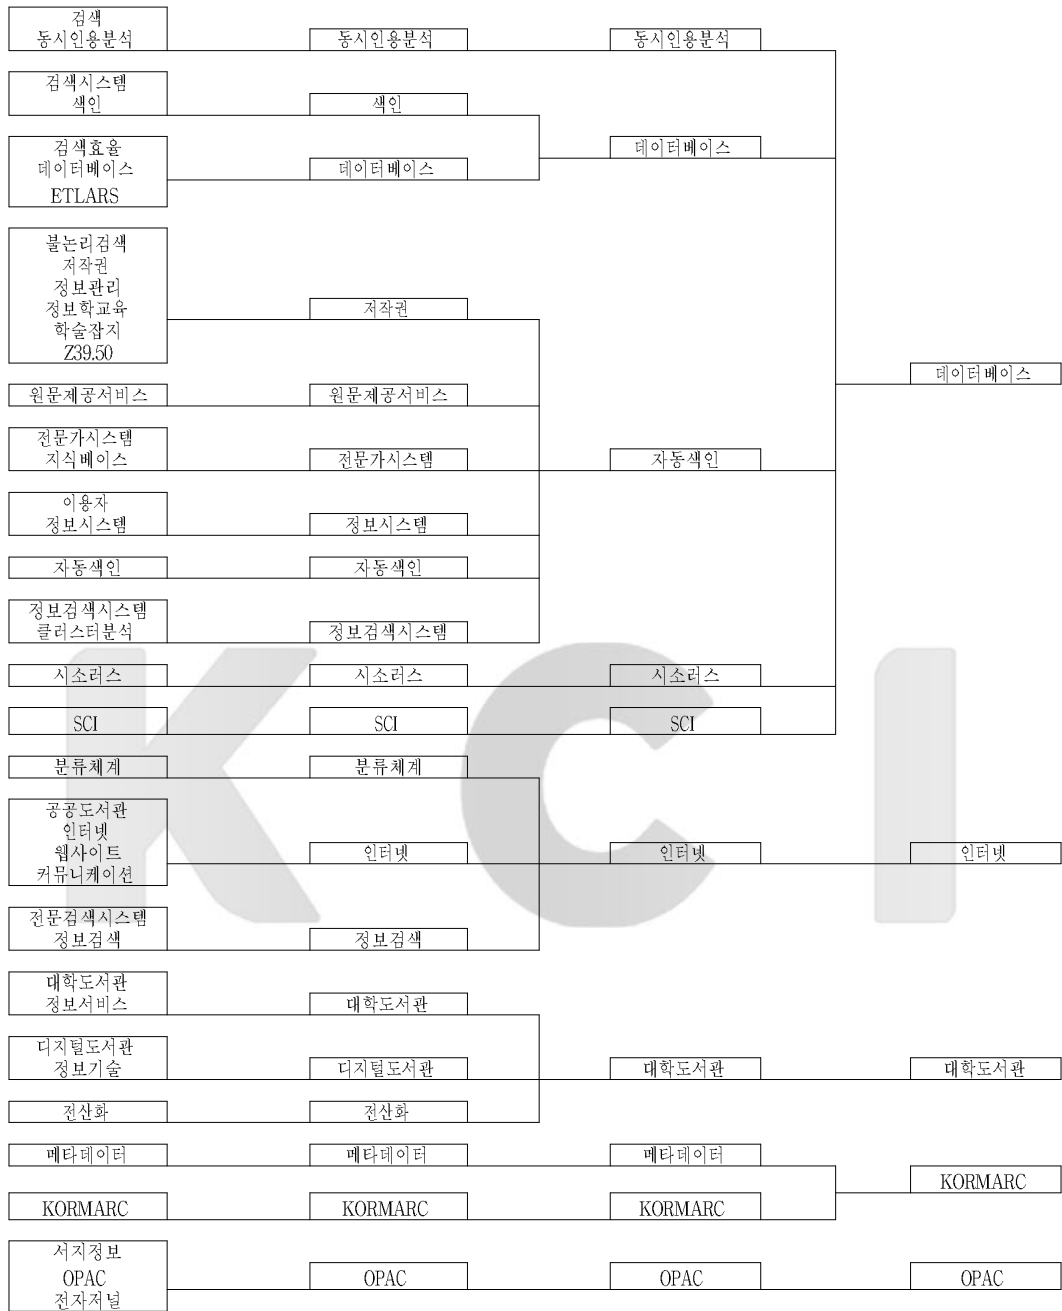 검색
동시인용분석 동시인용분석 동시인용분석
검색시스템
색인 색인
검색효율 데이터베이스
데이터베이스 데이터베이스
ETLARS
불논리검색
저작권
정보관리
정보학교육 저작권
학술잡지
Z39.50
데이터베이스
원문제공서비스 원문제공서비스
전문가시스템
지식베이스 전문가시스템 자동색인
이용자
정보시스템 정보시스템
자동색인 자동색인
정보검색시스템
클러스터분석 정보검색시스템
시소러스 시소러스 시소러스
SCI SCI SCI
분류체계 분류체계
공공도서관
인터넷
웹사이트 인터넷 인터넷 인터넷
커뮤니케이션
전문검색시스템
정보검색 정보검색
대학도서관
정보서비스 대학도서관
디지털도서관
정보기술 디지털도서관 대학도서관 대학도서관
전산화 전산화
메타데이터 메타데이터 메타데이터
KORMARC
KORMARC KORMARC KORMARC
서지정보
OPAC OPAC OPAC OPAC
전자저널
KCI